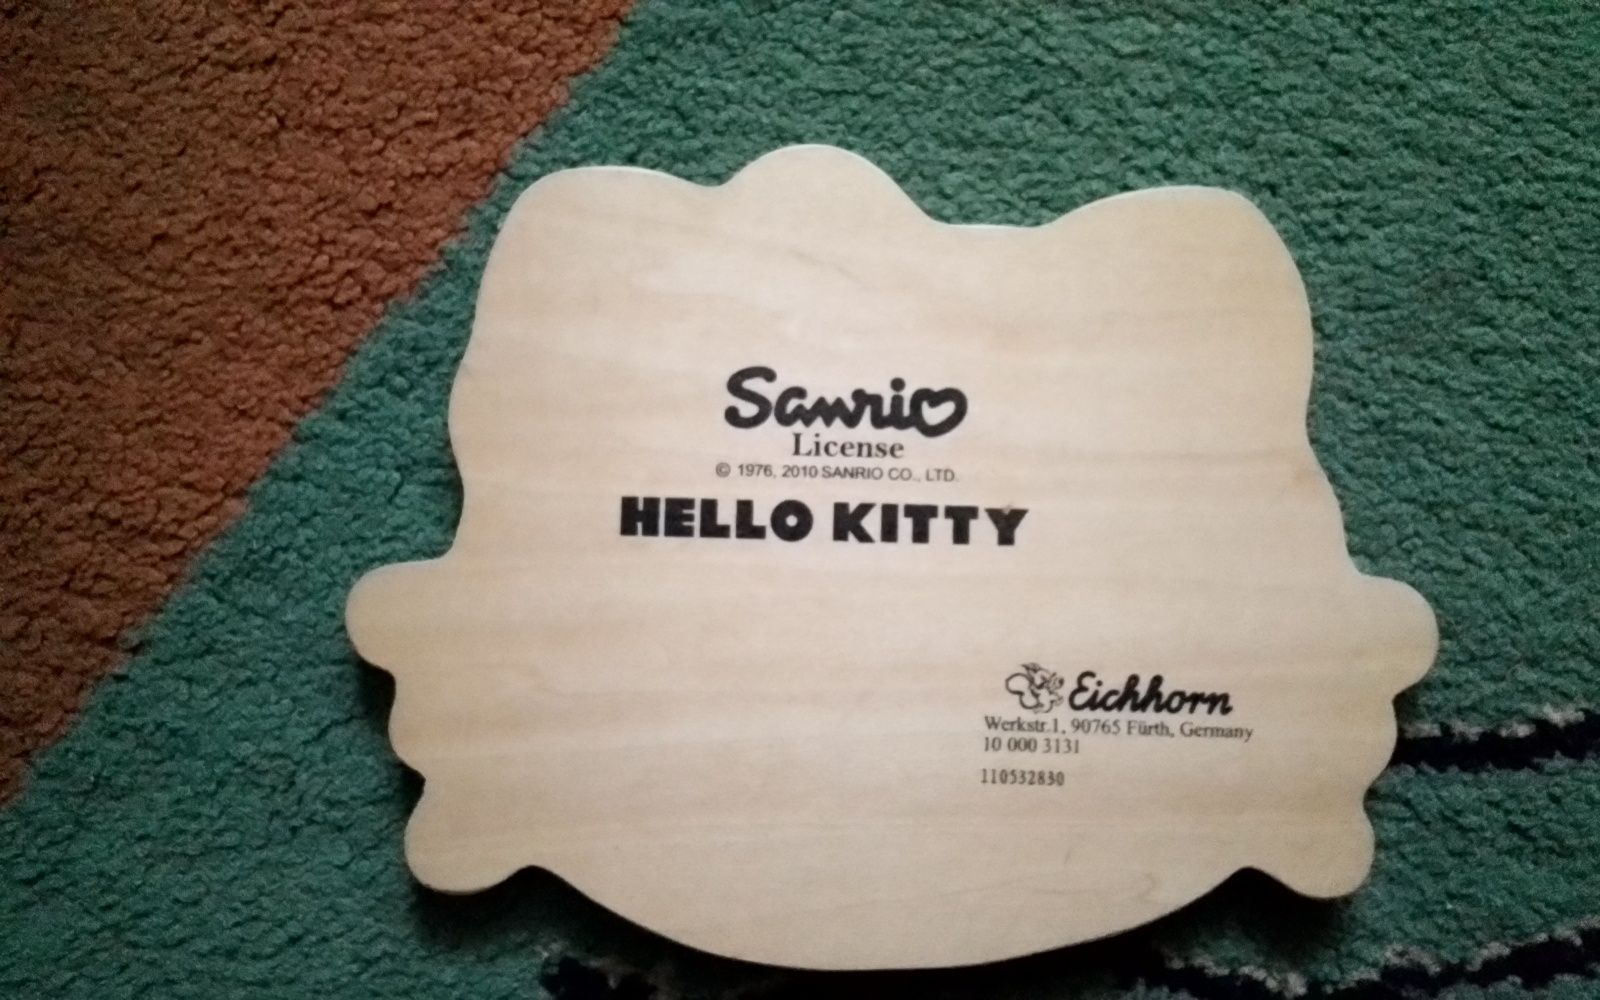 Sanrio
License
© 1976, 2010 SANRIO CO., LTD.
HELLO KITTY
Eichhorn
Werkstr.1, 90765 Fürth, Germany
10 000 3131
110532830